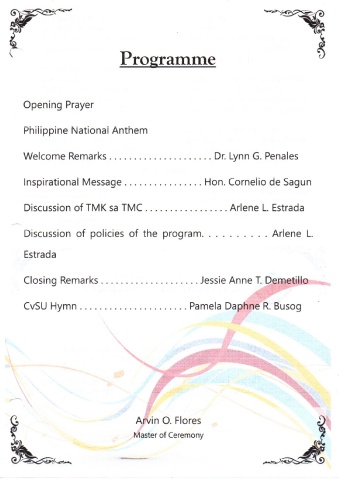 Programme
Opening Prayer
Philippine National Anthem
Welcome Remarks . . . . . . . . . . . . . . . . . . . . . Dr. Lynn G. Penales
Inspirational Message . . . . . . . . . . . . . . . . Hon. Cornelio de Sagun
Discussion of TMK sa TMC . . . . . . . . . . . . . . . . . Arlene L. Estrada
Discussion of policies of the program. . . . . . . . . . Arlene L.
Estrada
Closing Remarks . . . . . . . . . . . . . . . . . . . . Jessie Anne T. Demetillo
CvSU Hymn . . . . . . . . . . . . . . . . . . . . . . Pamela Daphne R. Busog
Arvin O. Flores
Master of Ceremony